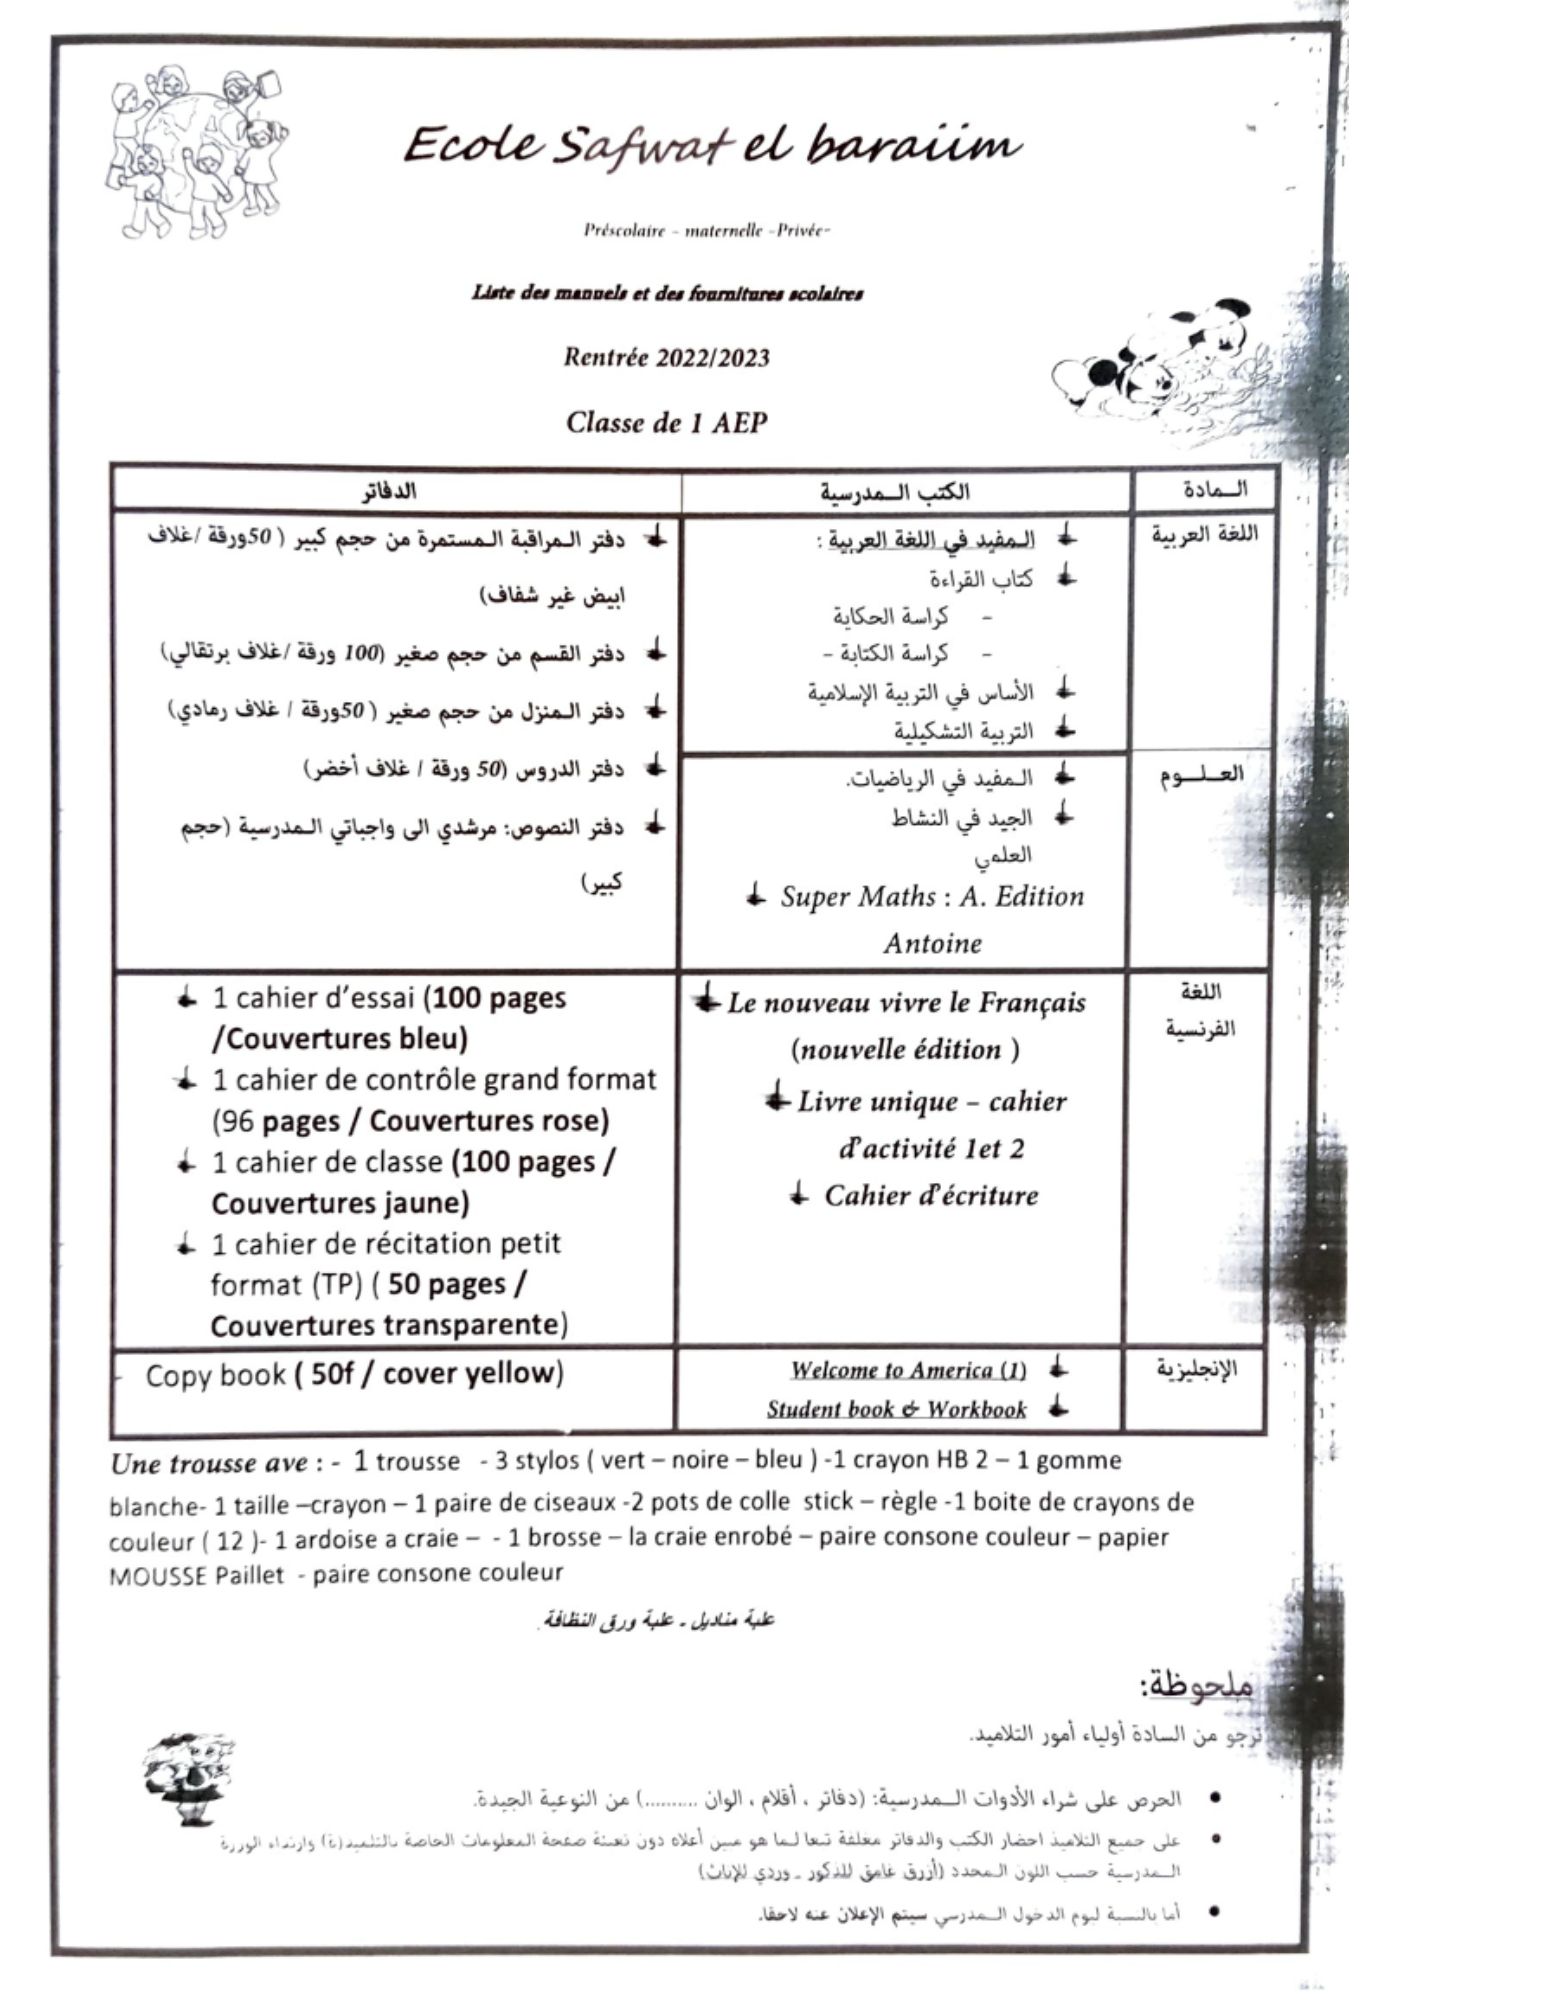 Ecole Safwat el baraiim
Préscolaire – maternelle –Privée-
Liste des manuels et des fournitures scolaires
Rentrée 2022/2023
Classe de 1 AEP
الـمادة
الكتب الـمدرسية
الدفاتر
اللغة العربية
الـمفيد في اللغة العربية :
كتاب القراءة
- كراسة الحكاية
- كراسة الكتابة -
الأساس في التربية الإسلامية
التربية التشكيلية
دفتر الـمراقبة الـمستمرة من حجم كبير ( 50ورقة /غلاف
ابيض غير شفاف)
دفتر القسم من حجم صغير (100 ورقة /غلاف برتقالي)
دفتر الـمنزل من حجم صغير ( 50ورقة / غلاف رمادي)
دفتر الدروس (50 ورقة / غلاف أخضر)
دفتر النصوص: مرشدي الى واجباتي الـمدرسية (حجم
كبير)
العـلـوم
الـمفيد في الرياضيات.
الجيد في النشاط
العلمي
Super Maths : A. Edition
Antoine
اللغة
الفرنسية
Le nouveau vivre le Français
(nouvelle édition )
Livre unique – cahier
d'activité 1et 2
Cahier d'écriture
1 cahier d'essai (100 pages
/Couvertures bleu)
1 cahier de contrôle grand format
(96 pages / Couvertures rose)
1 cahier de classe (100 pages /
Couvertures jaune)
1 cahier de récitation petit
format (TP) ( 50 pages /
Couvertures transparente)
الإنجليزية
Welcome to America (1)
Student book & Workbook
- Copy book ( 50f / cover yellow)
Une trousse ave : - 1 trousse - 3 stylos ( vert – noire – bleu ) -1 crayon HB 2 – 1 gomme
blanche- 1 taille –crayon – 1 paire de ciseaux -2 pots de colle stick – règle -1 boite de crayons de
couleur ( 12 )- 1 ardoise a craie – - 1 brosse – la craie enrobé – paire consone couleur – papier
MOUSSE Paillet - paire consone couleur
علبة مناديل ـ علبة ورق النظافة.
ملحوظة:
نرجو من السادة أولياء أمور التلاميد.
الحرص على شراء الأدوات الـمدرسية: (دفاتر ، أقلام ، الوان ..........) من النوعية الجيدة.
على جميع التلاميذ احضار الكتب والدفاتر مغلفة تبعا لـما هو مبين أعلاه دون تعبئة صفحة المعلومات الخاصة بالتلميد(ة) وارتداء الوزرة
الـمدرسية حسب اللون الـمحدد (أزرق غامق للذكور ـ وردي للإناث)
أما بالنسبة ليوم الدخول الـمدرسي سيتم الإعلان عنه لاحقا.